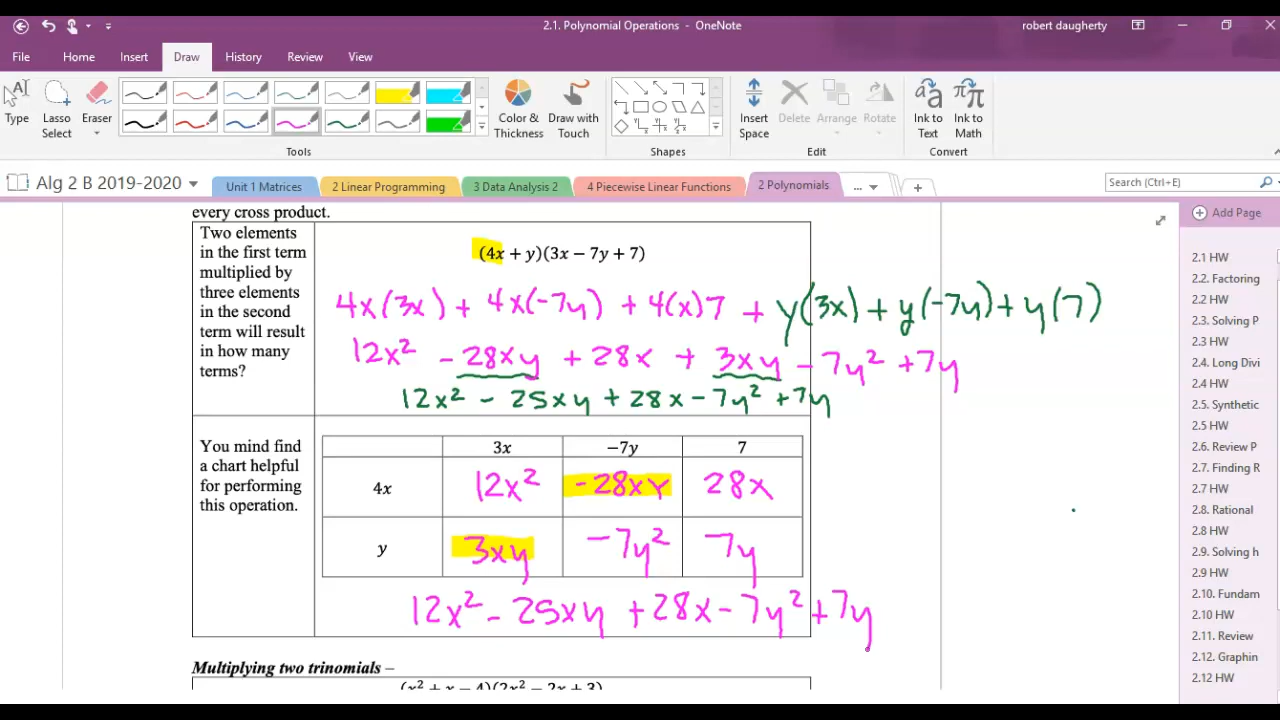 2.1. Polynomial Operations - OneNote
robert daugherty
File Home Insert Draw History Review View
Type
Lasso Select
Eraser
Color & Thickness
Draw with Touch
Insert Space
Delete
Arrange
Rotate
Ink to Text
Ink to Math
Tools
Shapes
Edit
Convert
Alg 2 B 2019-2020
Unit 1 Matrices
2 Linear Programming
3 Data Analysis 2
4 Piecewise Linear Functions
2 Polynomials
...
+
Search (Ctrl+E)
Add Page
every cross product.
Two elements
in the first term
multiplied by
three elements
in the second
term will result
in how many
terms?
(4x + y)(3x − 7y + 7)
4x(3x) + 4x(-7y) + 4(x)7 + y(3x) + y(-7y) + y(7)
12x² - 28xy + 28x + 3xy - 7y² + 7y
12x² - 25xy + 28x - 7y² + 7y
You mind find
a chart helpful
for performing
this operation.
3x −7y 7
4x 12x² -28xy 28x
y 3xy -7y² 7y
12x² - 25xy + 28x - 7y² + 7y
Multiplying two trinomials –
(x² + x − 4)(2x² − 2x + 3)
2.1 HW
2.2. Factoring
2.2 HW
2.3. Solving P
2.3 HW
2.4. Long Divi
2.4 HW
2.5. Synthetic
2.5 HW
2.6. Review P
2.7. Finding R
2.7 HW
2.8. Rational
2.8 HW
2.9. Solving h
2.9 HW
2.10. Fundam
2.10 HW
2.11. Review
2.12. Graphin
2.12 HW